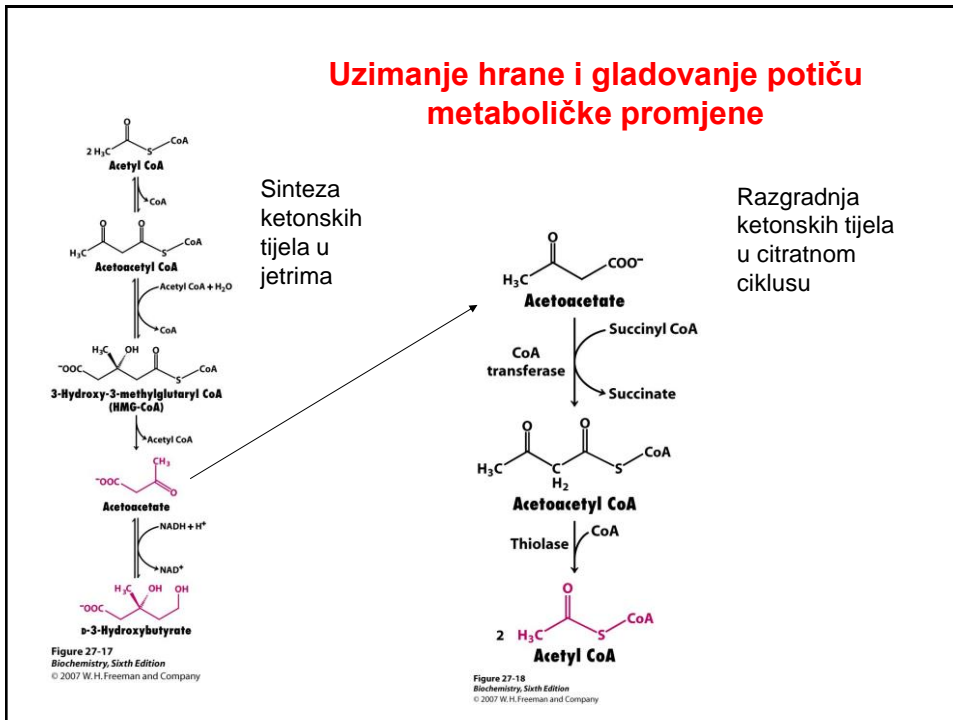 Uzimanje hrane i gladovanje potiču
metaboličke promjene
O
2 H₃C
S
CoA
Acetyl CoA
CoA
O
O
H₃C
S
CoA
Acetoacetyl CoA
Acetyl CoA + H₂O
CoA
H₃C
OH
O
⁻OOC
S
CoA
3-Hydroxy-3-methylglutaryl CoA
(HMG-CoA)
Acetyl CoA
CH₃
⁻OOC
O
Acetoacetate
NADH + H⁺
NAD⁺
H₃C
OH
OH
⁻OOC
D-3-Hydroxybutyrate
Figure 27-17
Biochemistry, Sixth Edition
© 2007 W. H. Freeman and Company
Sinteza
ketonskih
tijela u
jetrima
Razgradnja
ketonskih tijela
u citratnom
ciklusu
O
H₃C
COO⁻
Acetoacetate
Succinyl CoA
CoA
transferase
Succinate
O
O
H₃C
C
H₂
S
CoA
Acetoacetyl CoA
Thiolase
CoA
O
2
H₃C
S
CoA
Acetyl CoA
Figure 27-18
Biochemistry, Sixth Edition
© 2007 W. H. Freeman and Company